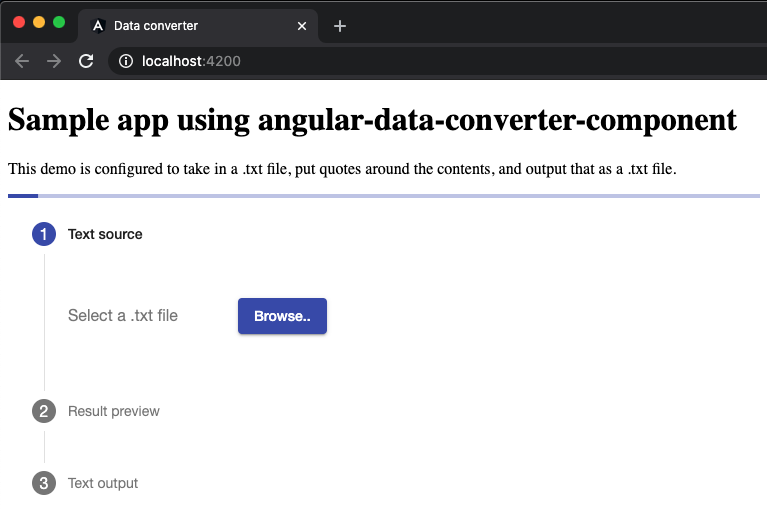 Data converter
localhost:4200
Sample app using angular-data-converter-component
This demo is configured to take in a .txt file, put quotes around the contents, and output that as a .txt file.
1 Text source
Select a .txt file Browse..
2 Result preview
3 Text output